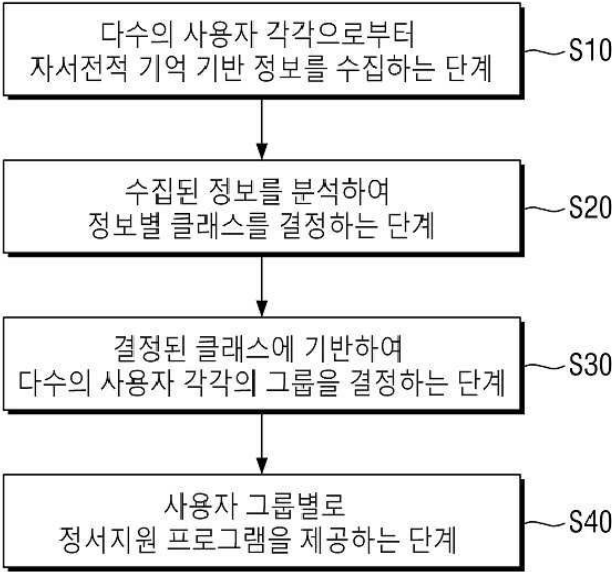 다수의 사용자 각각으로부터
자서전적 기억 기반 정보를 수집하는 단계
S10
수집된 정보를 분석하여
정보별 클래스를 결정하는 단계
S20
결정된 클래스에 기반하여
다수의 사용자 각각의 그룹을 결정하는 단계
S30
사용자 그룹별로
정서지원 프로그램을 제공하는 단계
S40